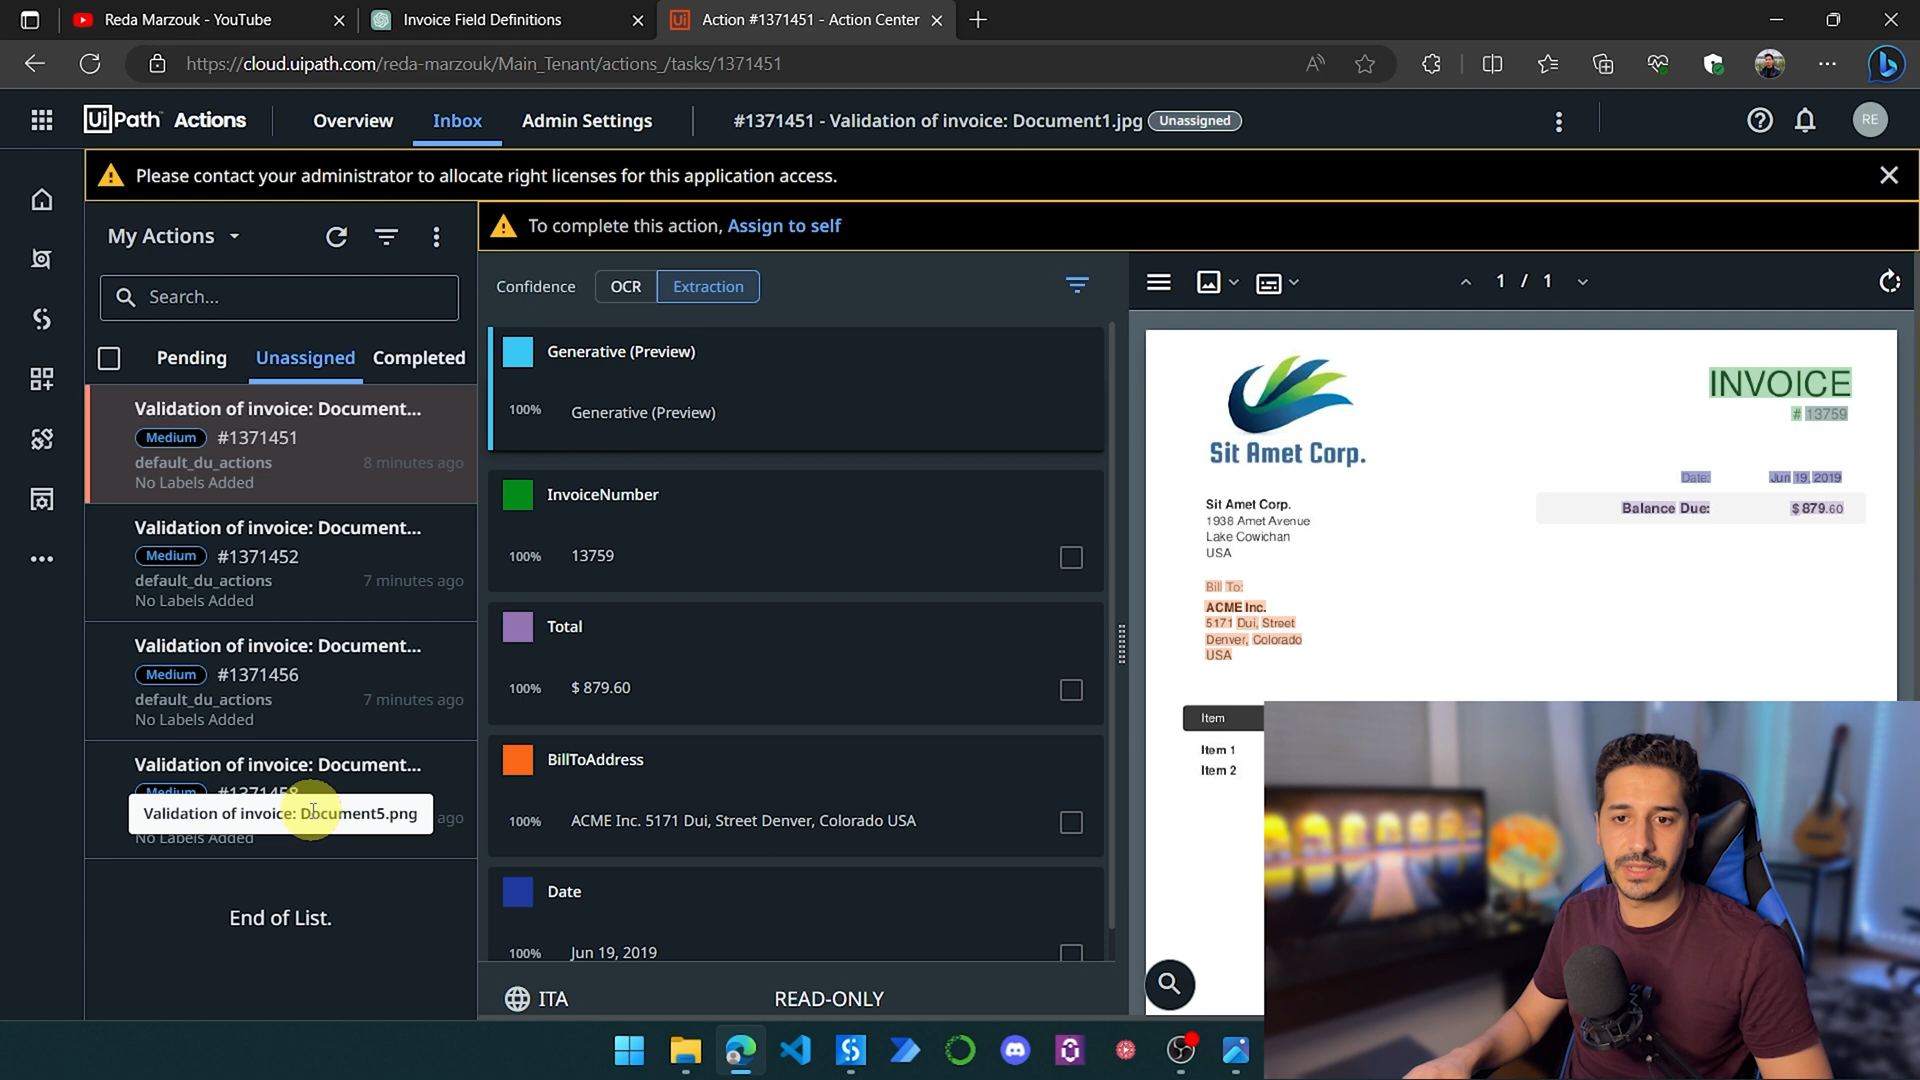 Reda Marzouk - YouTube
Invoice Field Definitions
Action #1371451 - Action Center
https://cloud.uipath.com/reda-marzouk/Main_Tenant/actions_/tasks/1371451
UiPath Actions
Overview
Inbox
Admin Settings
#1371451 - Validation of invoice: Document1.jpg
Unassigned
RE
Please contact your administrator to allocate right licenses for this application access.
My Actions
To complete this action, Assign to self
Search...
Pending
Unassigned
Completed
Validation of invoice: Document...
Medium #1371451
default_du_actions 8 minutes ago
No Labels Added
Validation of invoice: Document...
Medium #1371452
default_du_actions 7 minutes ago
No Labels Added
Validation of invoice: Document...
Medium #1371456
default_du_actions 7 minutes ago
No Labels Added
Validation of invoice: Document...
Medium #1371458
Validation of invoice: Document5.png
ago
No Labels Added
End of List.
Confidence
OCR
Extraction
Generative (Preview)
100% Generative (Preview)
InvoiceNumber
100% 13759
Total
100% $ 879.60
BillToAddress
100% ACME Inc. 5171 Dui, Street Denver, Colorado USA
Date
100% Jun 19, 2019
ITA
READ-ONLY
1 / 1
Sit Amet Corp.
INVOICE
# 13759
Date: Jun 19, 2019
Balance Due: $879.60
Sit Amet Corp.
1938 Amet Avenue
Lake Cowichan
USA
Bill To:
ACME Inc.
5171 Dui, Street
Denver, Colorado
USA
Item
Item 1
Item 2